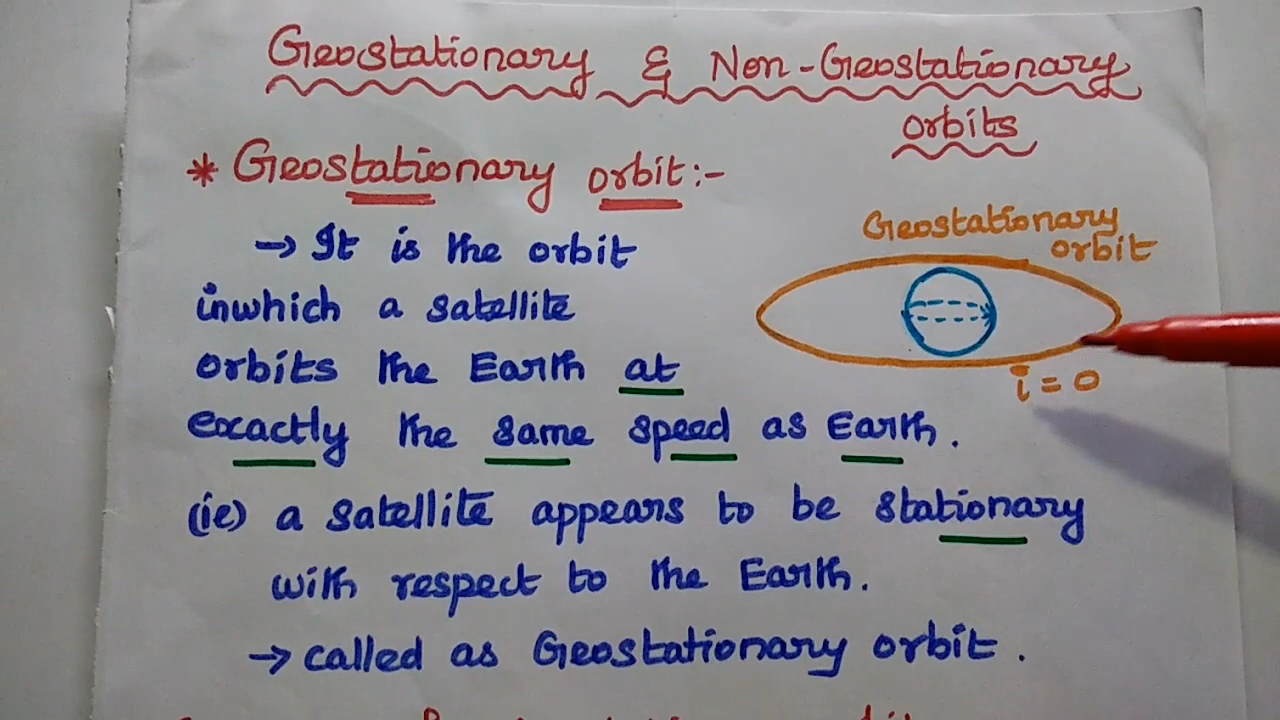 Geostationary & Non-Geostationary
orbits
* Geostationary orbit:-
→ It is the orbit
inwhich a satellite
orbits the Earth at
exactly the same speed as Earth.
(ie) a satellite appears to be stationary
with respect to the Earth.
→ called as Geostationary orbit.
Geostationary
orbit
i = 0